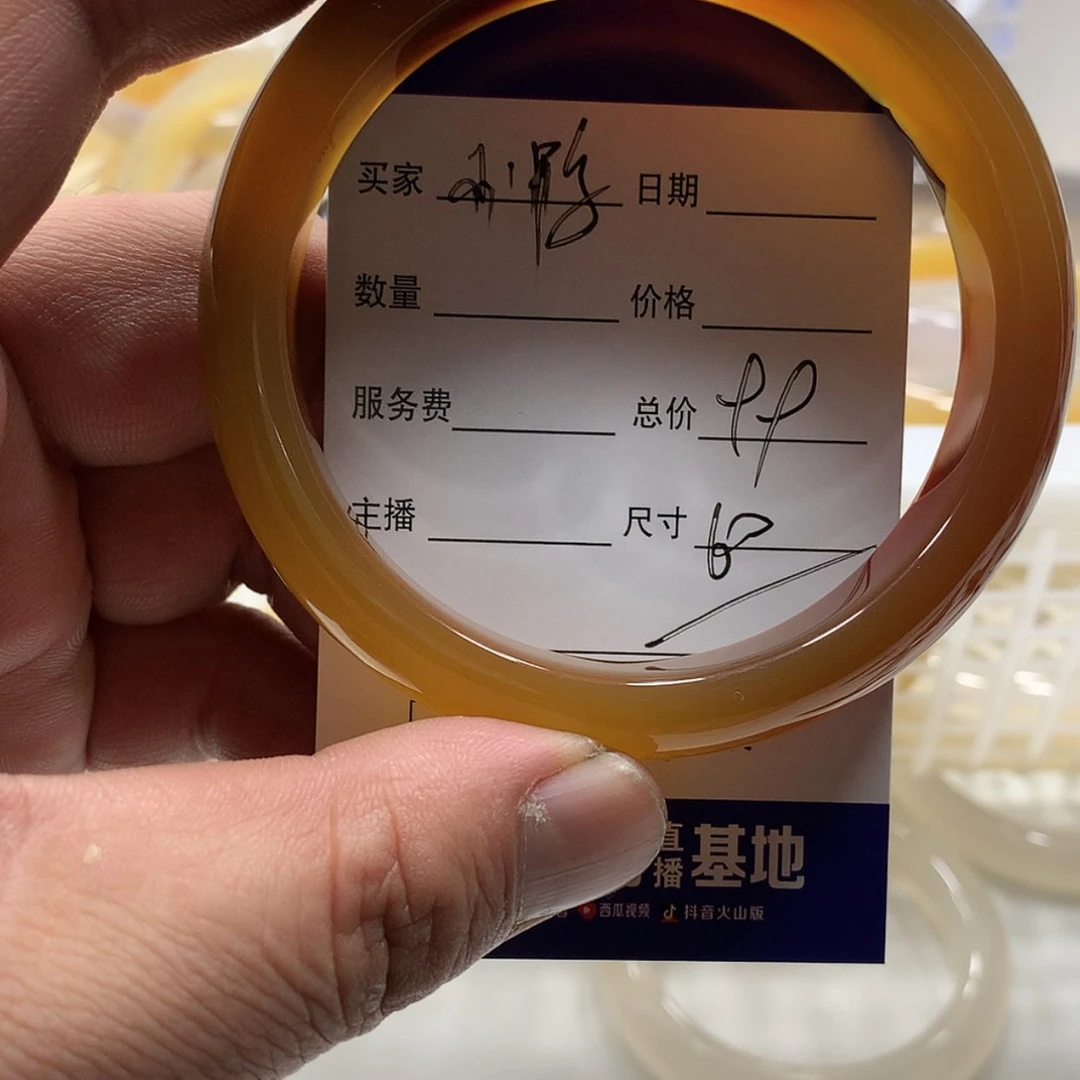 买家 日期
数量 价格
服务费 总价 99
主播 尺寸
直播 基地
西瓜视频 抖音火山版